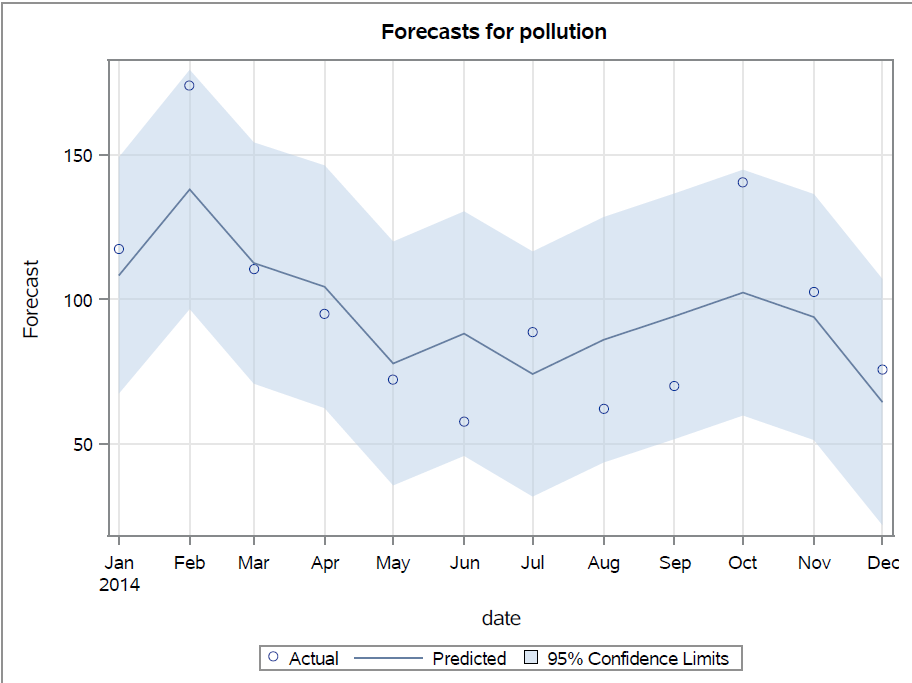 Forecasts for pollution
150
100
50
Forecast
Jan Feb Mar Apr May Jun Jul Aug Sep Oct Nov Dec
2014
date
Actual Predicted 95% Confidence Limits